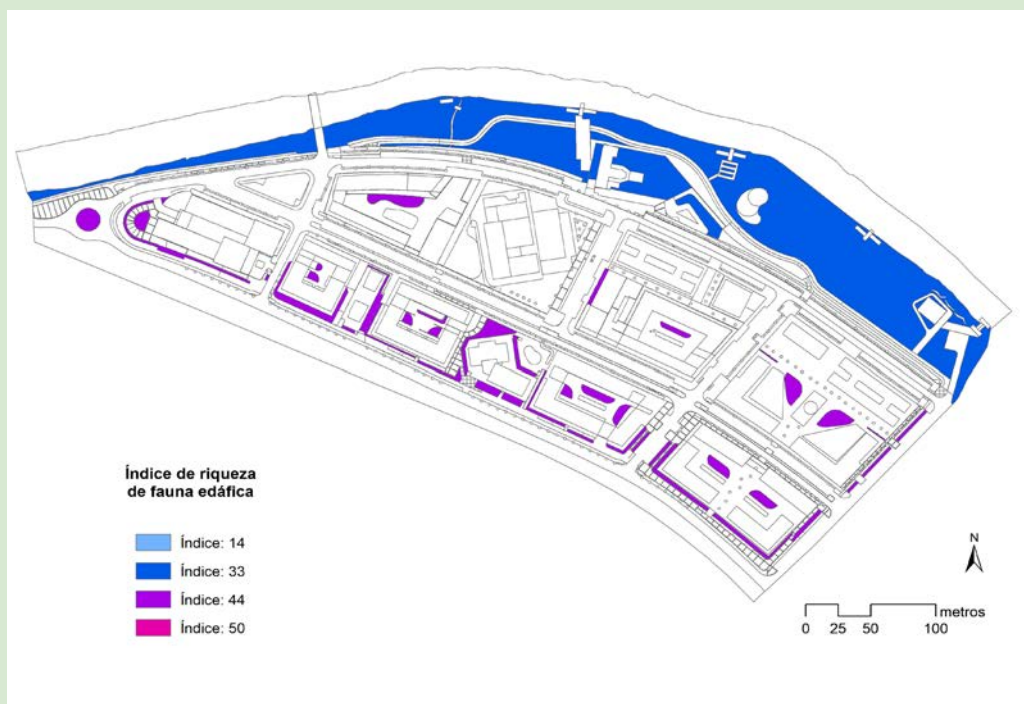 Índice de riqueza
de fauna edáfica
Índice: 14
Índice: 33
Índice: 44
Índice: 50
N
metros
0 25 50 100